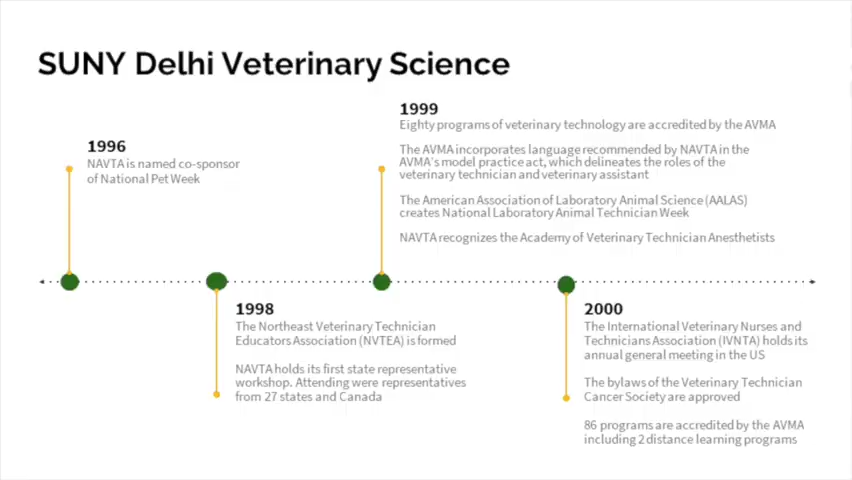 SUNY Delhi Veterinary Science
1996
NAVTA is named co-sponsor
of National Pet Week
1999
Eighty programs of veterinary technology are accredited by the AVMA
The AVMA incorporates language recommended by NAVTA in the
AVMA's model practice act, which delineates the roles of the
veterinary technician and veterinary assistant
The American Association of Laboratory Animal Science (AALAS)
creates National Laboratory Animal Technician Week
NAVTA recognizes the Academy of Veterinary Technician Anesthetists
1998
The Northeast Veterinary Technician
Educators Association (NVTEA) is formed
NAVTA holds its first state representative
workshop. Attending were representatives
from 27 states and Canada
2000
The International Veterinary Nurses and
Technicians Association (IVNTA) holds its
annual general meeting in the US
The bylaws of the Veterinary Technician
Cancer Society are approved
86 programs are accredited by the AVMA
including 2 distance learning programs